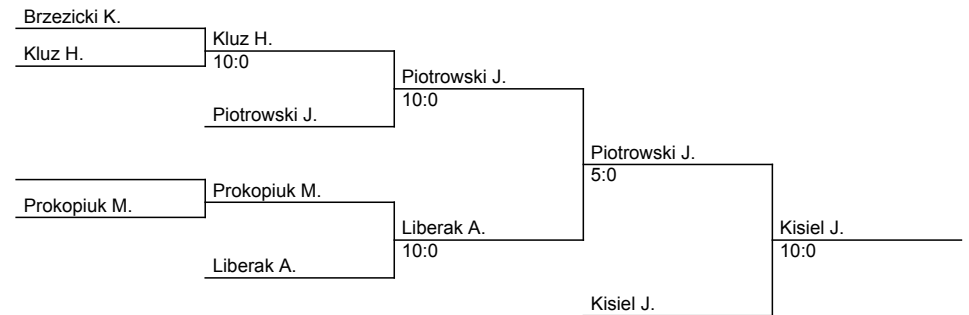 Brzezicki K.
Kluz H.
Kluz H.
10:0
Piotrowski J.
10:0
Piotrowski J.
Piotrowski J.
5:0
Prokopiuk M.
Prokopiuk M.
Liberak A.
10:0
Liberak A.
Kisiel J.
10:0
Kisiel J.